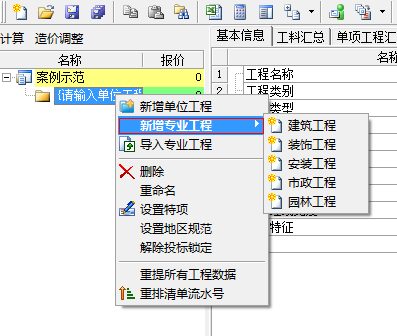 计算 造价调整
名称 报价
案例示范 0
{请输入单位工程
基本信息 工料汇总 单项工程汇
名称
1 工程名称
2 工程类别
类型
特征
新增单位工程
新增专业工程
导入专业工程
删除
重命名
设置特项
设置地区规范
解除投标锁定
重提所有工程数据
重排清单流水号
建筑工程
装饰工程
安装工程
市政工程
园林工程